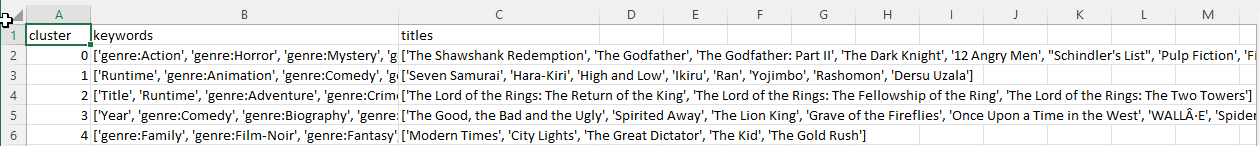 A B C D E F G H I J K L M
1 cluster keywords titles
2 0 ['genre:Action', 'genre:Horror', 'genre:Mystery', 'g ['The Shawshank Redemption', 'The Godfather', 'The Godfather: Part II', 'The Dark Knight', '12 Angry Men', "Schindler's List", 'Pulp Fiction', 'Fi
3 1 ['Runtime', 'genre:Animation', 'genre:Comedy', 'ge ['Seven Samurai', 'Hara-Kiri', 'High and Low', 'Ikiru', 'Ran', 'Yojimbo', 'Rashomon', 'Dersu Uzala']
4 2 ['Title', 'Runtime', 'genre:Adventure', 'genre:Crim ['The Lord of the Rings: The Return of the King', 'The Lord of the Rings: The Fellowship of the Ring', 'The Lord of the Rings: The Two Towers']
5 3 ['Year', 'genre:Comedy', 'genre:Biography', 'genre: ['The Good, the Bad and the Ugly', 'Spirited Away', 'The Lion King', 'Grave of the Fireflies', 'Once Upon a Time in the West', 'WALLÂ·E', 'Spider
6 4 ['genre:Family', 'genre:Film-Noir', 'genre:Fantasy' ['Modern Times', 'City Lights', 'The Great Dictator', 'The Kid', 'The Gold Rush']